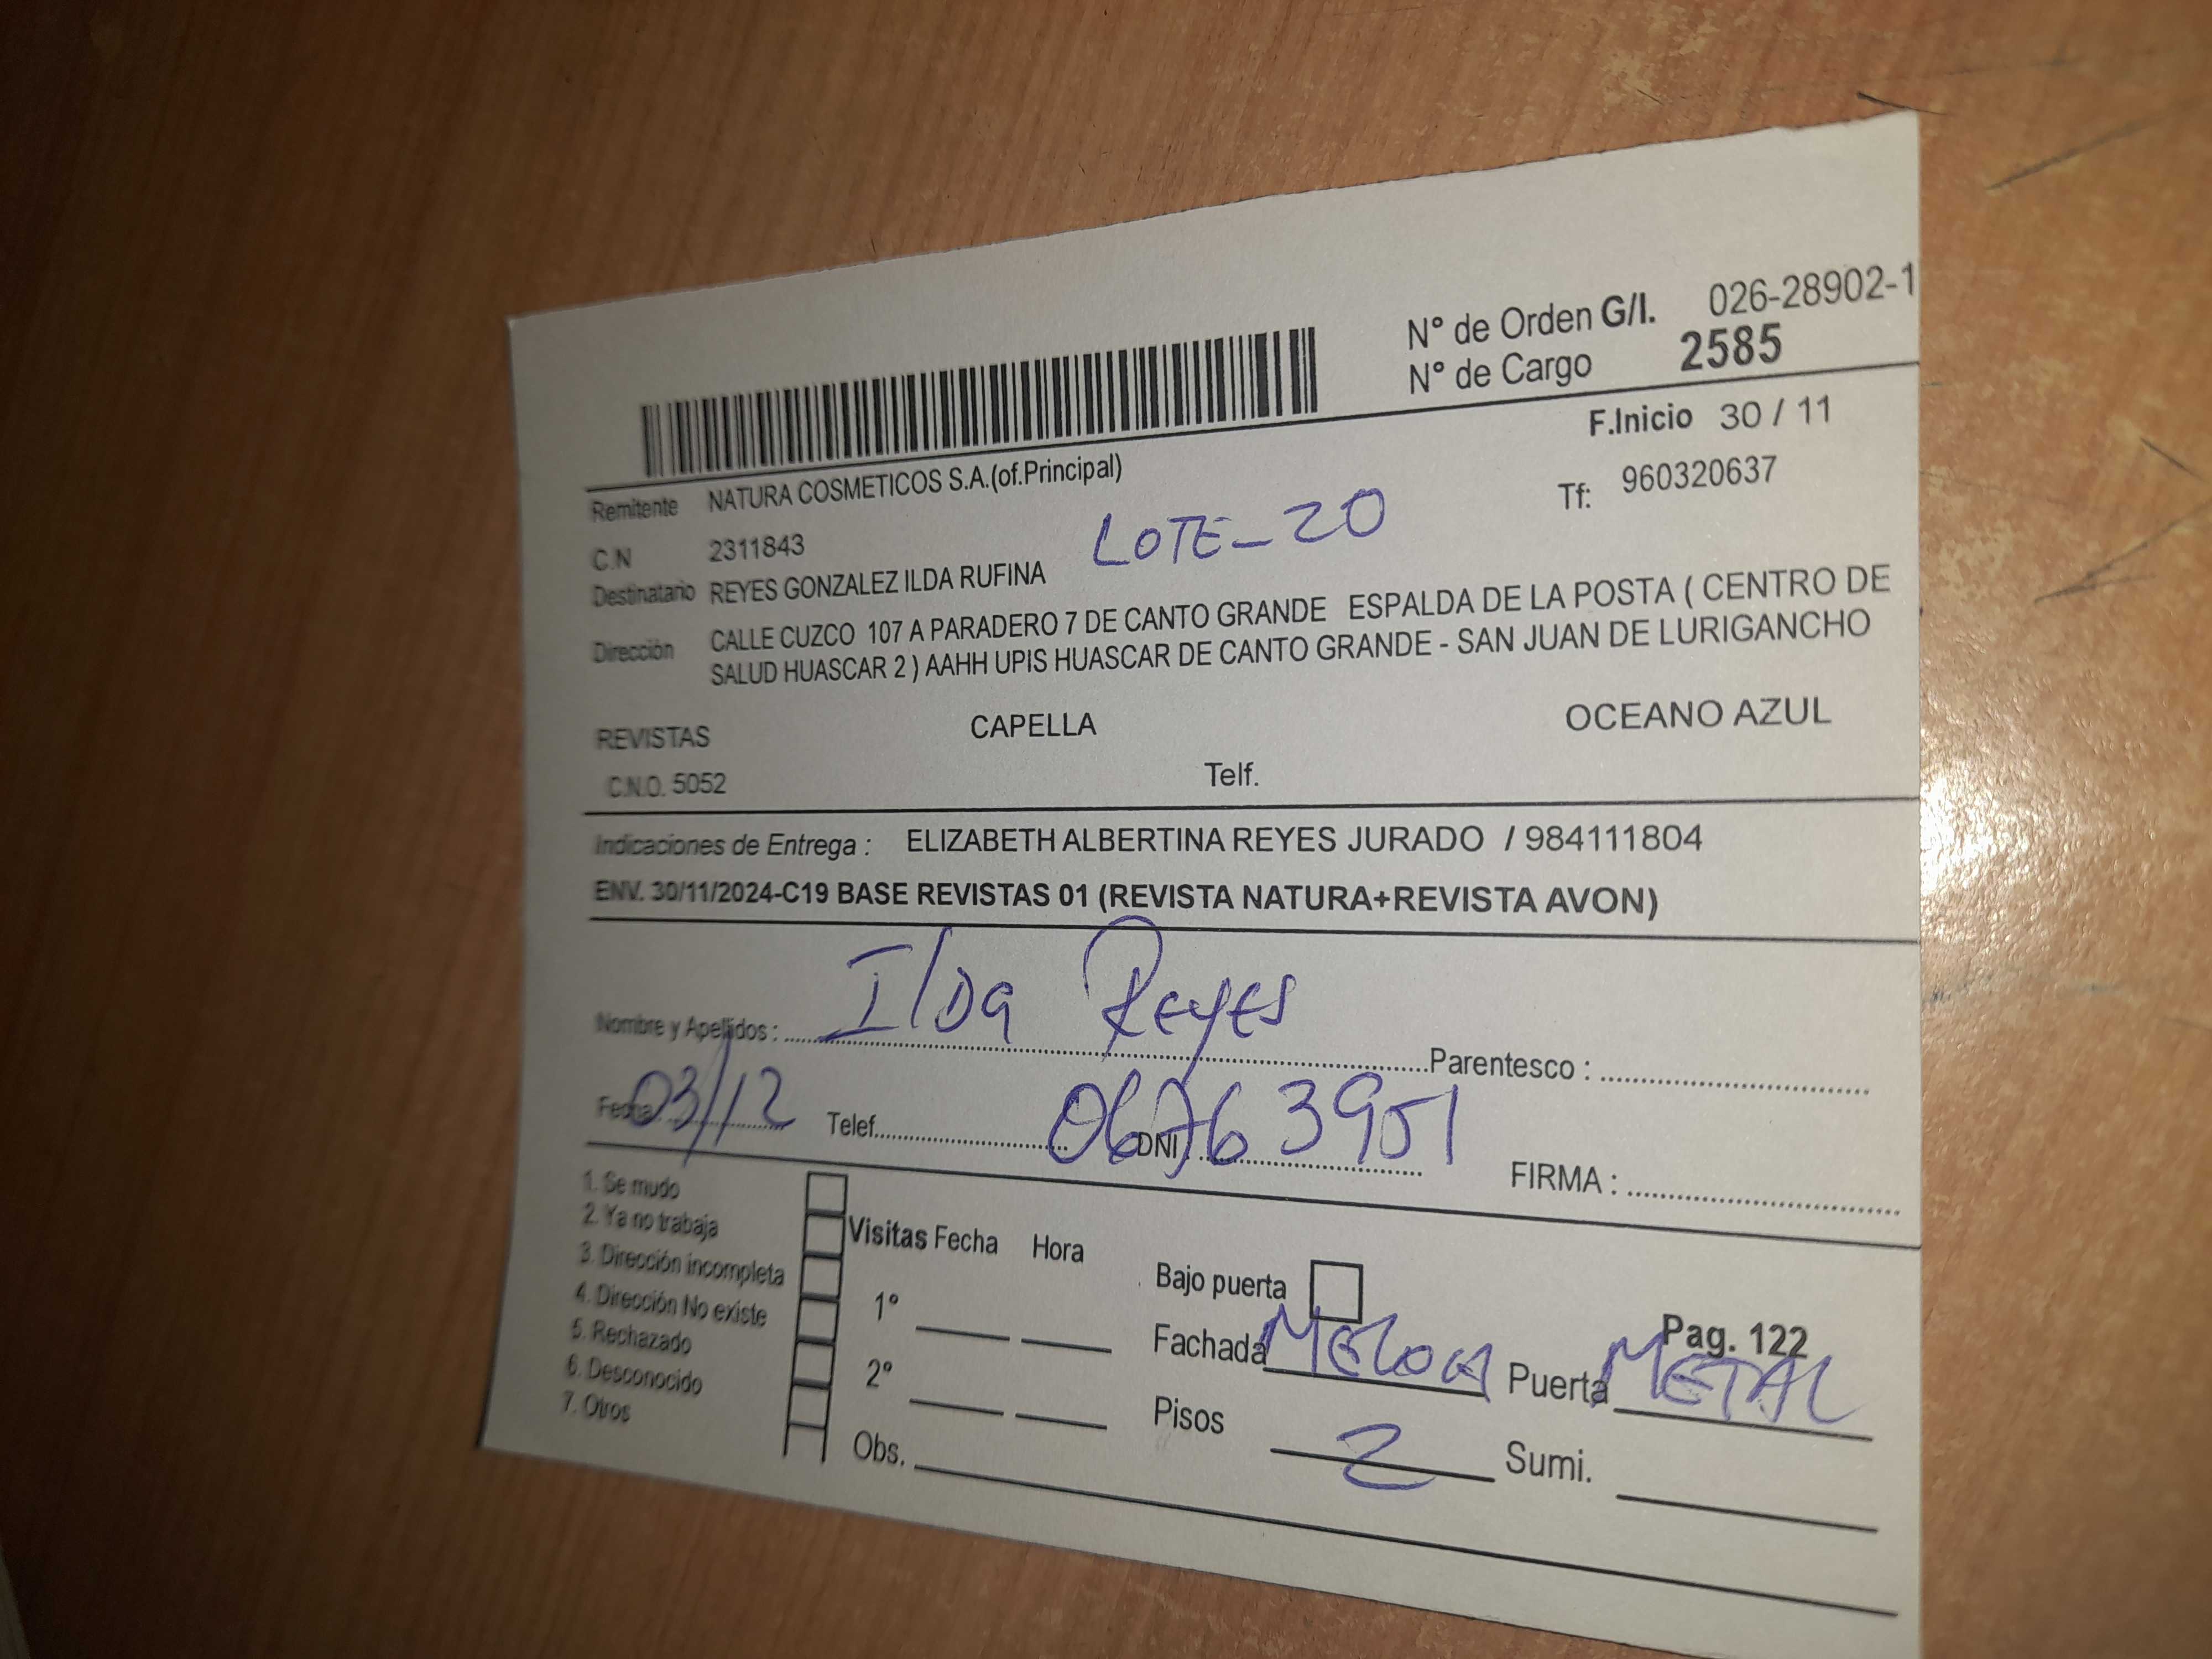 N° de Orden G/I. 026-28902-1
N° de Cargo 2585
F.Inicio 30 / 11
Remitente NATURA COSMETICOS S.A.(of.Principal)
Tf: 960320637
C.N 2311843
LOTE-20
Destinatario REYES GONZALEZ ILDA RUFINA
Dirección CALLE CUZCO 107 A PARADERO 7 DE CANTO GRANDE ESPALDA DE LA POSTA ( CENTRO DE
SALUD HUASCAR 2 ) AAHH UPIS HUASCAR DE CANTO GRANDE - SAN JUAN DE LURIGANCHO
REVISTAS CAPELLA OCEANO AZUL
C.N.O. 5052 Telf.
Indicaciones de Entrega : ELIZABETH ALBERTINA REYES JURADO / 984111804
ENV. 30/11/2024-C19 BASE REVISTAS 01 (REVISTA NATURA+REVISTA AVON)
Nombre y Apellidos : Ilda Reyes Parentesco :
Fecha 03/12 Telef. DNI 06763951 FIRMA :
1. Se mudo
2. Ya no trabaja
3. Dirección incompleta
4. Dirección No existe
5. Rechazado
6. Desconocido
7. Otros
Visitas Fecha Hora
1°
2°
Obs.
Bajo puerta
Pag. 122
Fachada Puerta METAL
Pisos 2 Sumi.